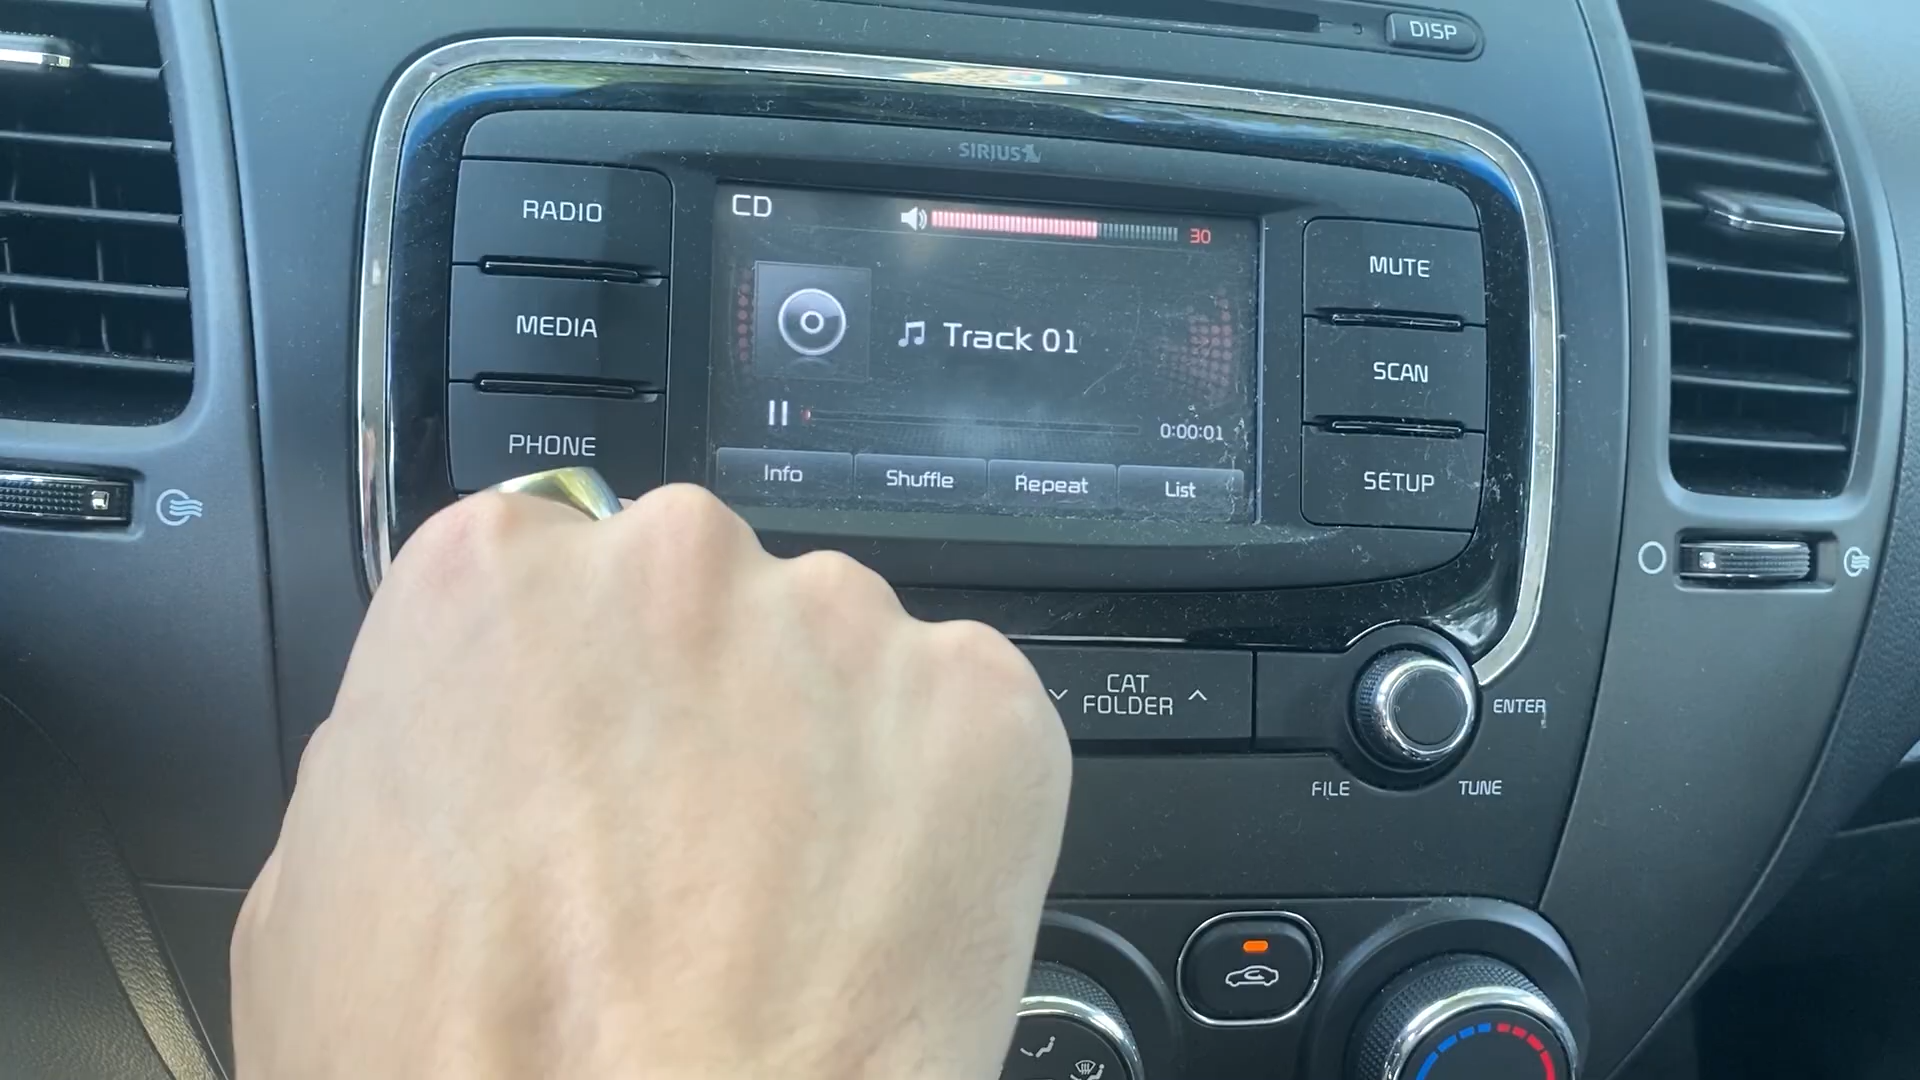 DISP
SIRIUS
RADIO
MEDIA
PHONE
CD
30
Track 01
0:00:01
Info
Shuffle
Repeat
List
MUTE
SCAN
SETUP
CAT
FOLDER
ENTER
FILE
TUNE